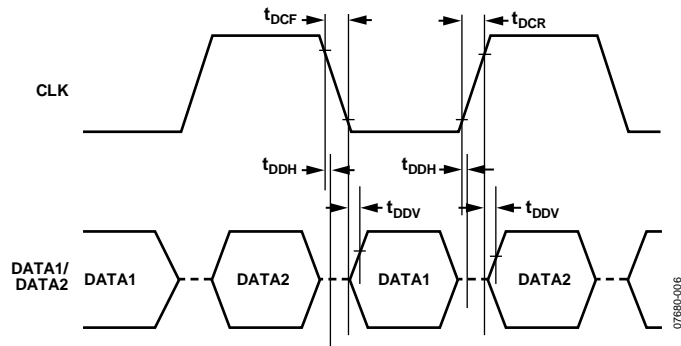 tDCF
tDCR
CLK
tDDH
tDDH
tDDV
tDDV
DATA1/
DATA2
DATA1
DATA2
DATA1
DATA2
07680-006